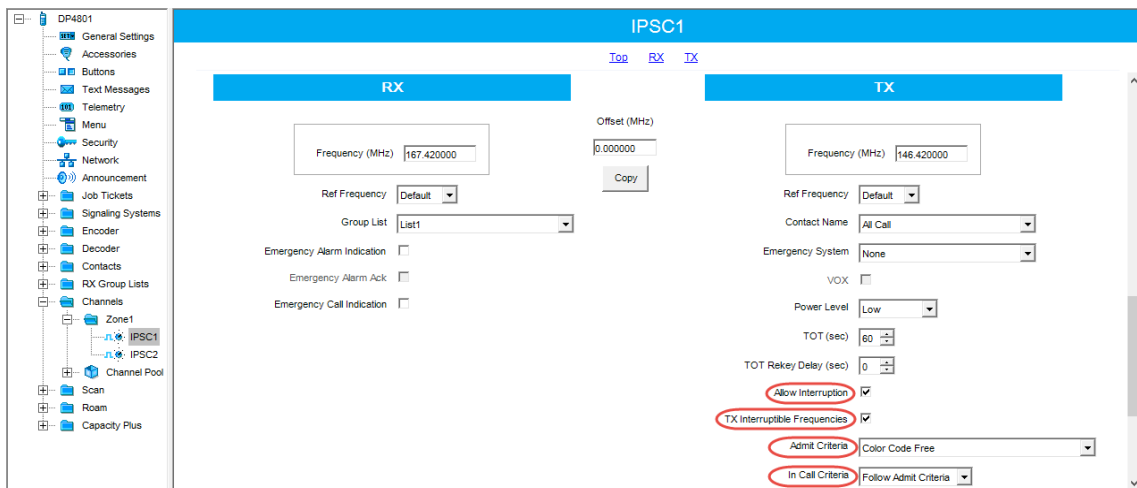 DP4801
General Settings
Accessories
Buttons
Text Messages
Telemetry
Menu
Security
Network
Announcement
Job Tickets
Signaling Systems
Encoder
Decoder
Contacts
RX Group Lists
Channels
Zone1
IPSC1
IPSC2
Channel Pool
Scan
Roam
Capacity Plus
IPSC1
Top RX TX
RX
Frequency (MHz) 167.420000
Ref Frequency Default
Group List List1
Emergency Alarm Indication
Emergency Alarm Ack
Emergency Call Indication
Offset (MHz)
0.000000
Copy
TX
Frequency (MHz) 146.420000
Ref Frequency Default
Contact Name All Call
Emergency System None
VOX
Power Level Low
TOT (sec) 60
TOT Rekey Delay (sec) 0
Allow Interruption
TX Interruptible Frequencies
Admit Criteria Color Code Free
In Call Criteria Follow Admit Criteria